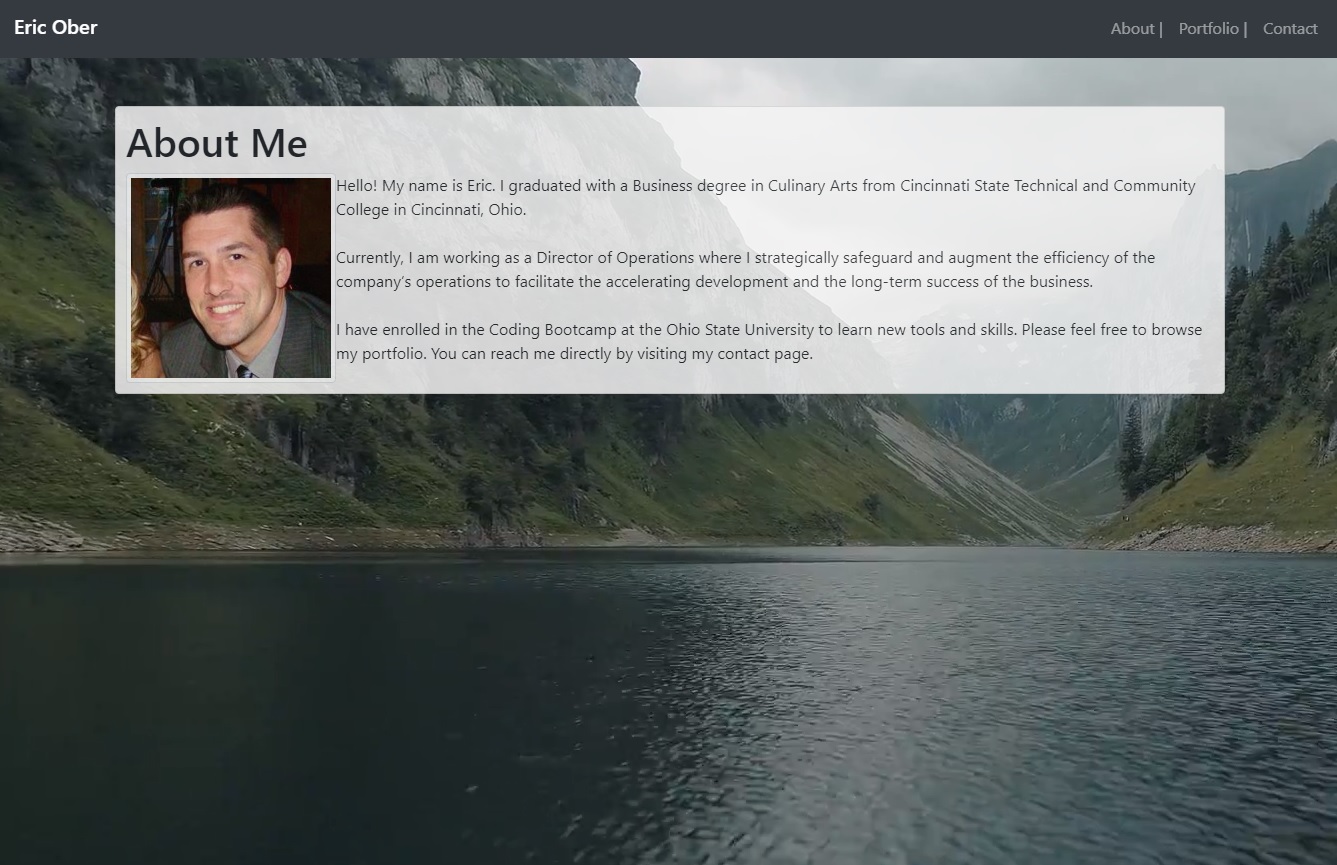 Eric Ober
About | Portfolio | Contact
About Me
Hello! My name is Eric. I graduated with a Business degree in Culinary Arts from Cincinnati State Technical and Community
College in Cincinnati, Ohio.
Currently, I am working as a Director of Operations where I strategically safeguard and augment the efficiency of the
company’s operations to facilitate the accelerating development and the long-term success of the business.
I have enrolled in the Coding Bootcamp at the Ohio State University to learn new tools and skills. Please feel free to browse
my portfolio. You can reach me directly by visiting my contact page.